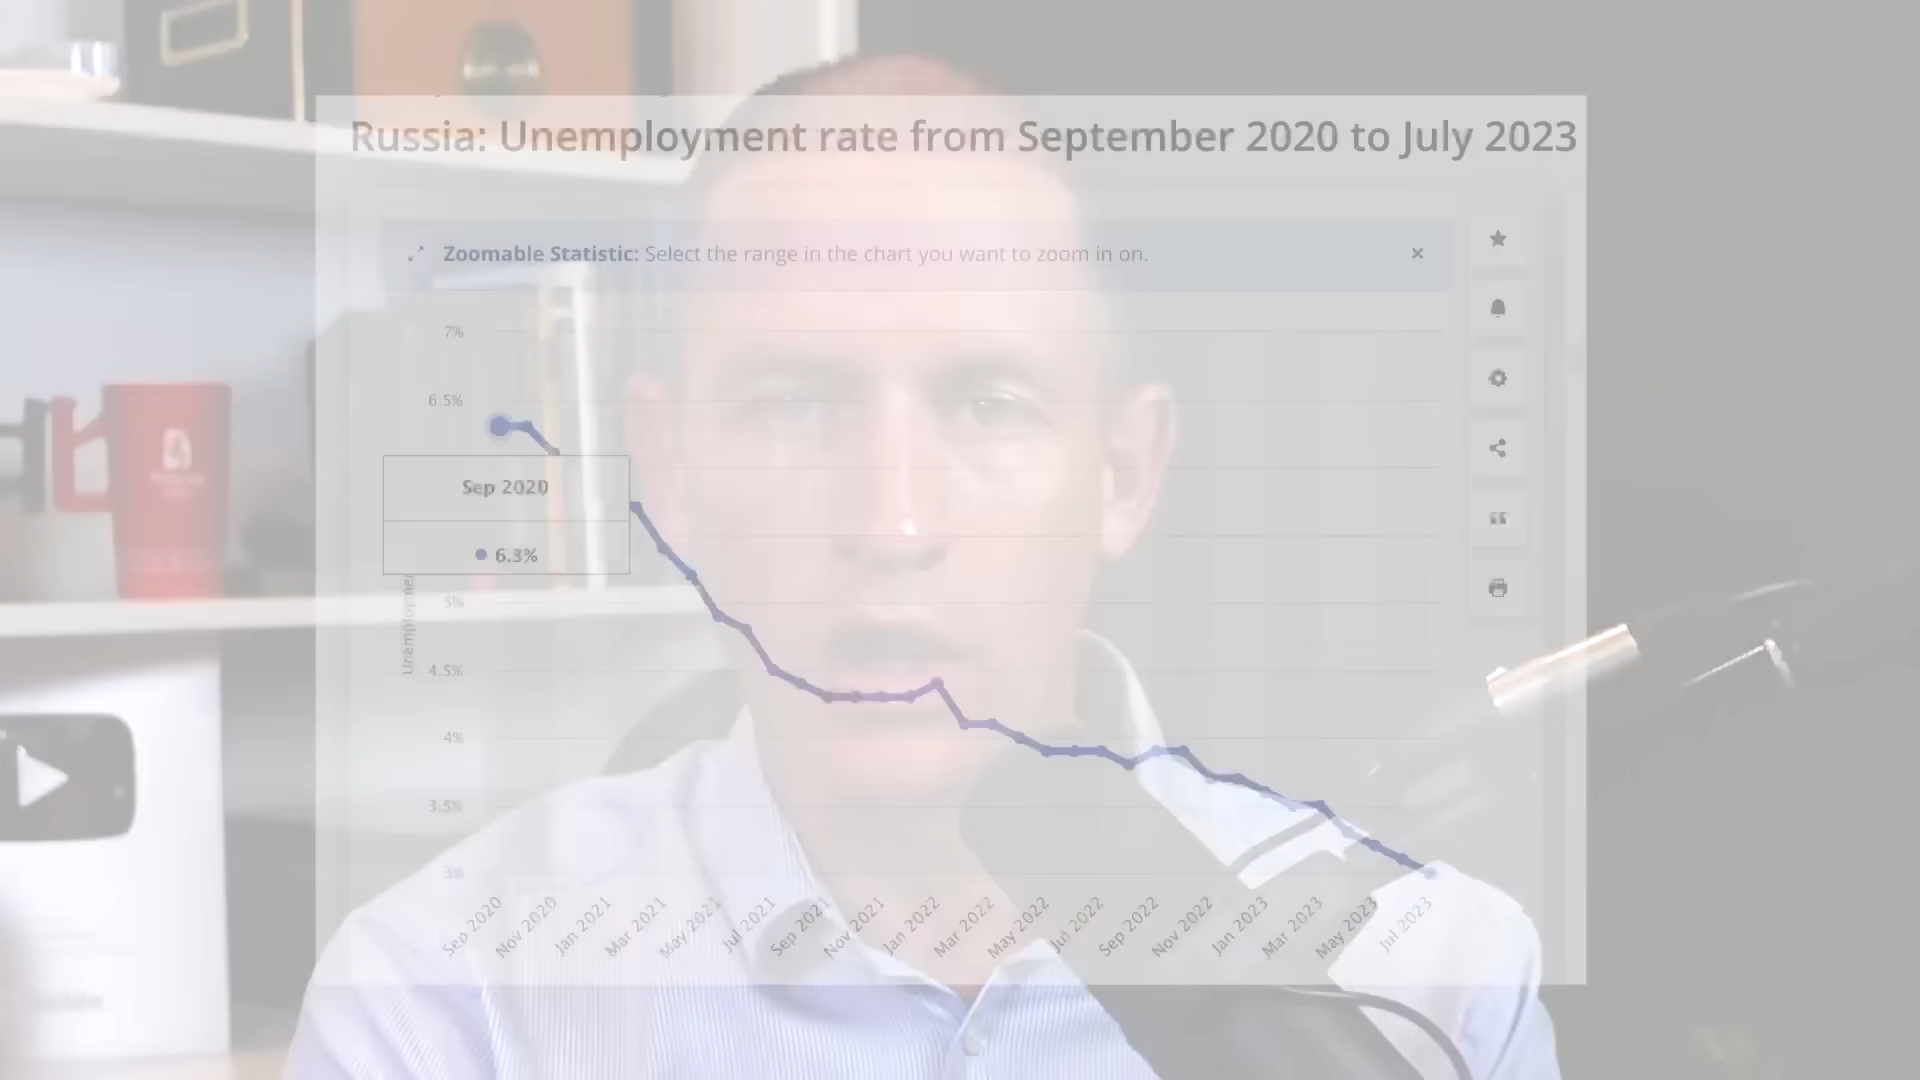 Russia: Unemployment rate from September 2020 to July 2023
Zoomable Statistic: Select the range in the chart you want to zoom in on.
×
7%
6.5%
Sep 2020
6.3%
5%
4.5%
4%
3.5%
3%
Sep 2020
Nov 2020
Jan 2021
Mar 2021
May 2021
Jul 2021
Sep 2021
Nov 2021
Jan 2022
Mar 2022
May 2022
Jul 2022
Sep 2022
Nov 2022
Jan 2023
Mar 2023
May 2023
Jul 2023